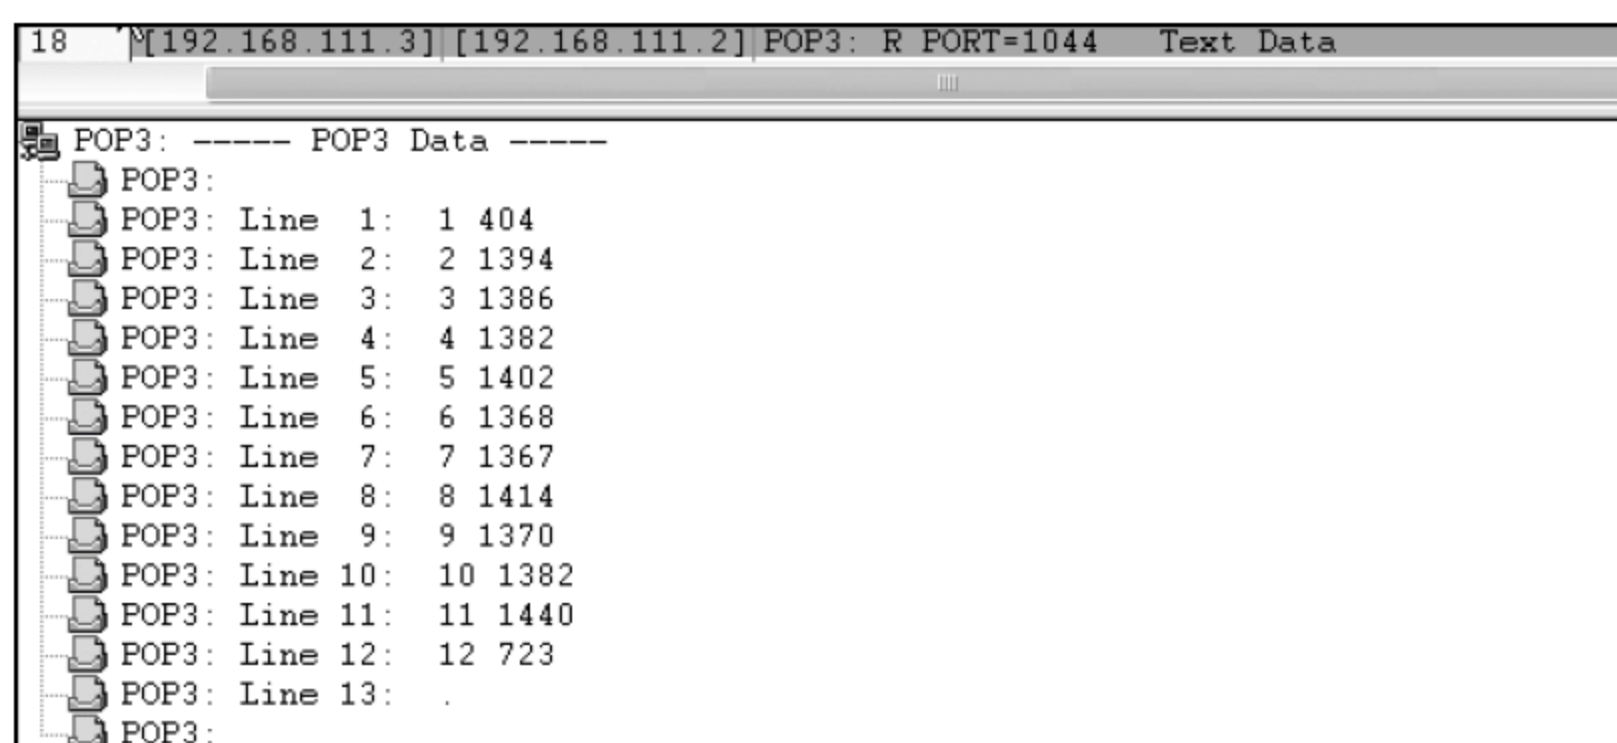 18 [192.168.111.3] [192.168.111.2] POP3: R PORT=1044 Text Data
POP3: ----- POP3 Data -----
POP3:
POP3: Line 1: 1 404
POP3: Line 2: 2 1394
POP3: Line 3: 3 1386
POP3: Line 4: 4 1382
POP3: Line 5: 5 1402
POP3: Line 6: 6 1368
POP3: Line 7: 7 1367
POP3: Line 8: 8 1414
POP3: Line 9: 9 1370
POP3: Line 10: 10 1382
POP3: Line 11: 11 1440
POP3: Line 12: 12 723
POP3: Line 13: .
POP3: